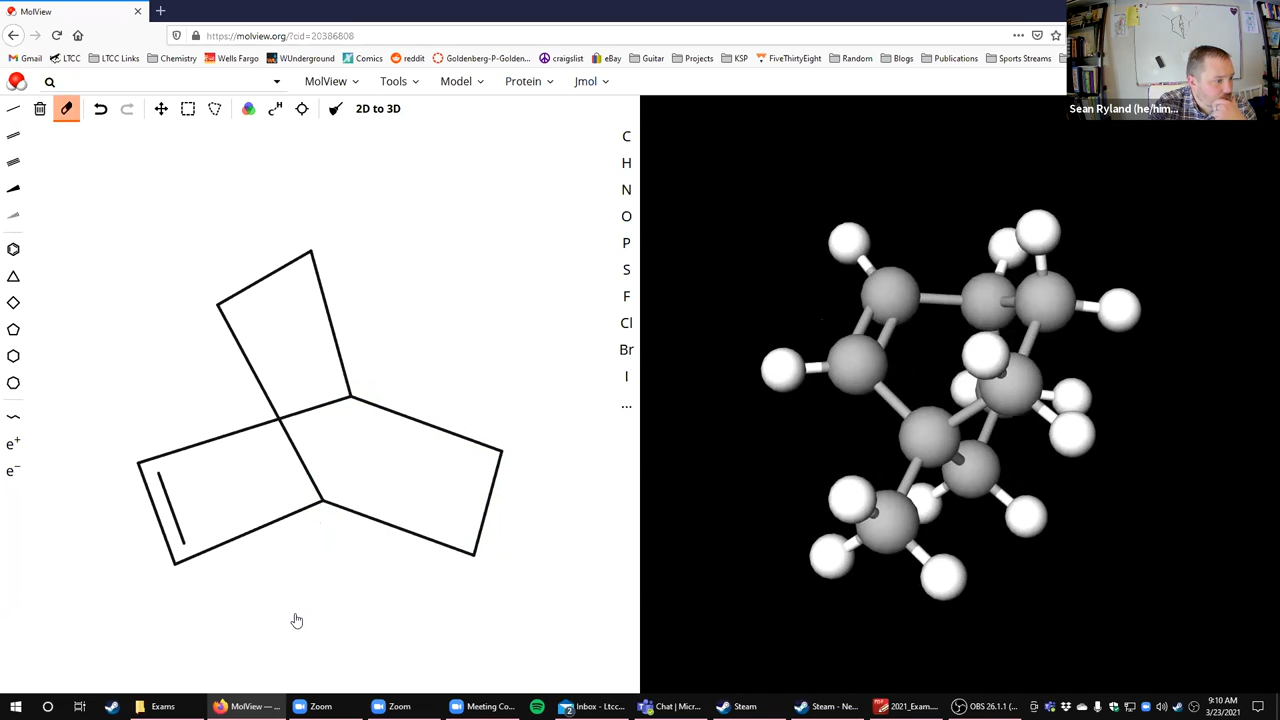 MolView
https://molview.org/?cid=20386808
Gmail LTCC LTCC Links Chemistry Wells Fargo reddit Goldenberg-P-Golden... WUnderground Comics craigslist eBay Guitar Projects KSP FiveThirtyEight Random Blogs Publications Sports Streams
MolView Tools Model Protein Jmol
2D to 3D
C
H
N
O
P
S
F
Cl
Br
I
...
e+
e−
Sean Ryland (he/him...
Exams MolView — ... Zoom Zoom Meeting Co... Inbox - Ltcc... Chat | Micr... Steam Steam - Ne... 2021_Exam.... OBS 26.1.1 (...
9:10 AM
3/23/2021